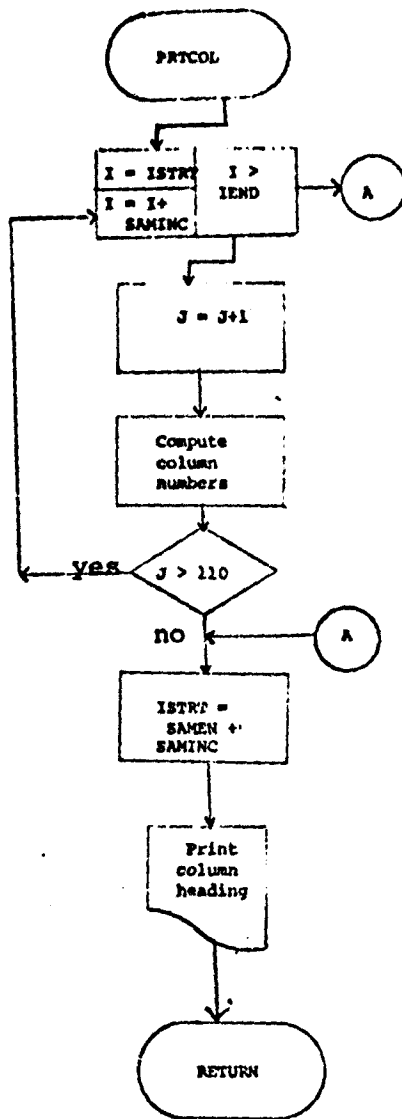 PRTCOL
I = ISTRT
I = I+
SAMINC
I >
IEND
A
J = J+1
Compute
column
numbers
J > 110
yes
no
A
ISTRT =
SAMEN +
SAMINC
Print
column
heading
RETURN